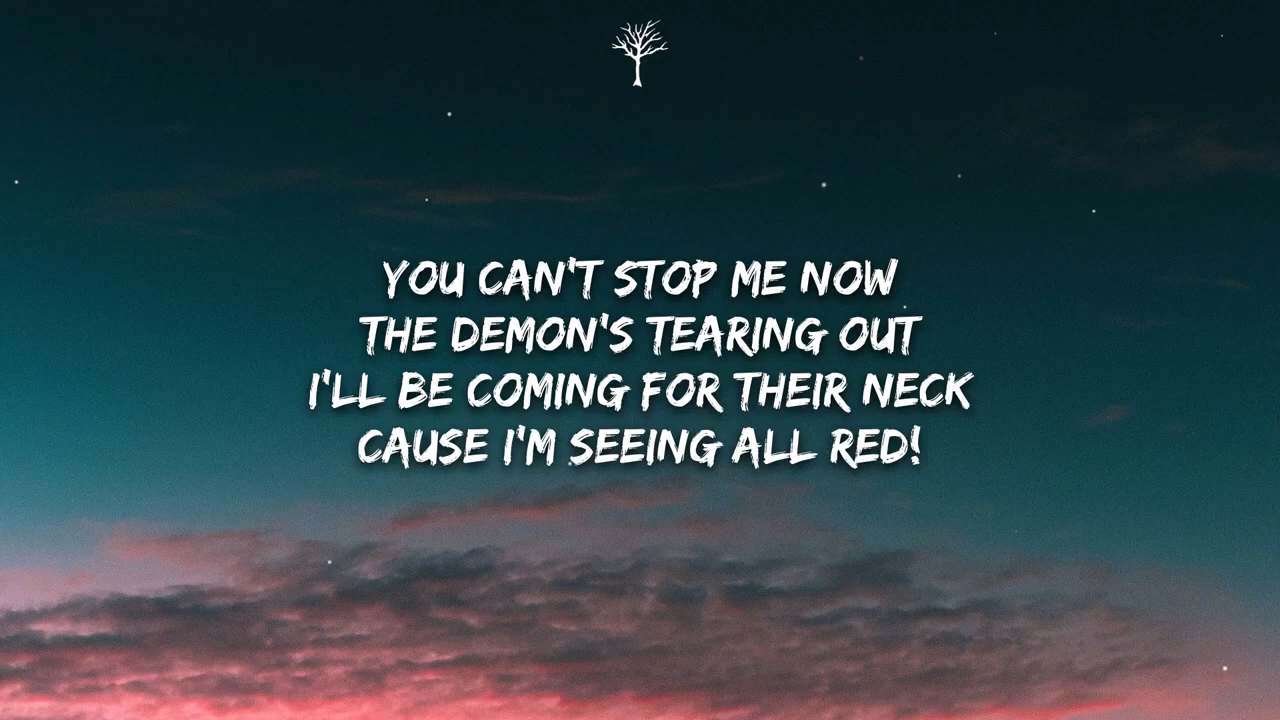 YOU CAN'T STOP ME NOW
THE DEMON'S TEARING OUT
I'LL BE COMING FOR THEIR NECK
CAUSE I'M SEEING ALL RED!